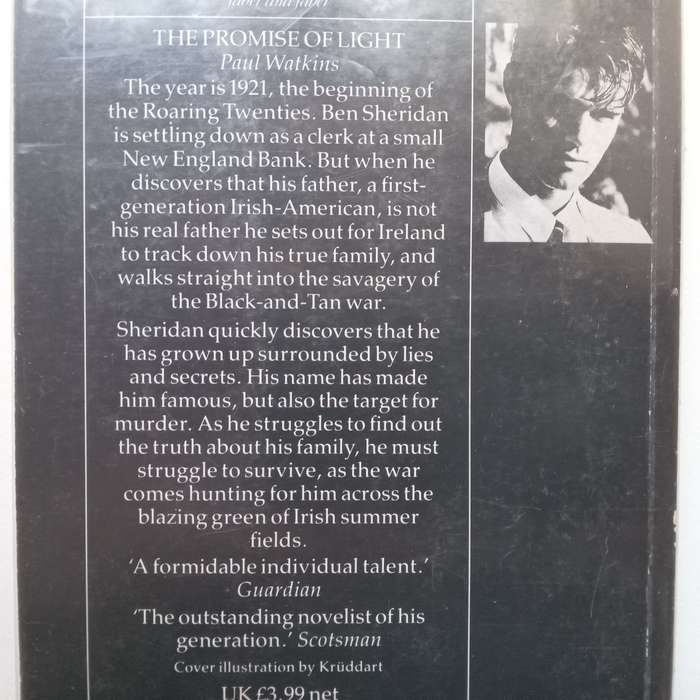 faber and faber
THE PROMISE OF LIGHT
Paul Watkins
The year is 1921, the beginning of
the Roaring Twenties. Ben Sheridan
is settling down as a clerk at a small
New England Bank. But when he
discovers that his father, a first-
generation Irish-American, is not
his real father he sets out for Ireland
to track down his true family, and
walks straight into the savagery of
the Black-and-Tan war.
Sheridan quickly discovers that he
has grown up surrounded by lies
and secrets. His name has made
him famous, but also the target for
murder. As he struggles to find out
the truth about his family, he must
struggle to survive, as the war
comes hunting for him across the
blazing green of Irish summer
fields.
‘A formidable individual talent.’
Guardian
‘The outstanding novelist of his
generation.’ Scotsman
Cover illustration by Krüddart
UK £3.99 net